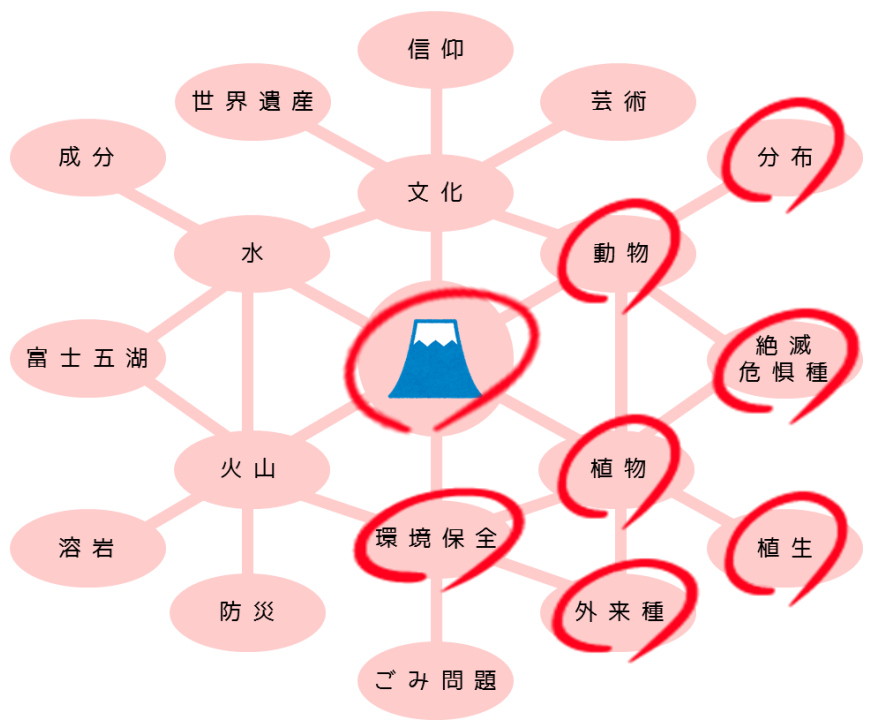 信仰
世界遺産
芸術
成分
分布
文化
水
動物
富士五湖
絶滅
危惧種
火山
植物
環境保全
溶岩
植生
防災
外来種
ごみ問題